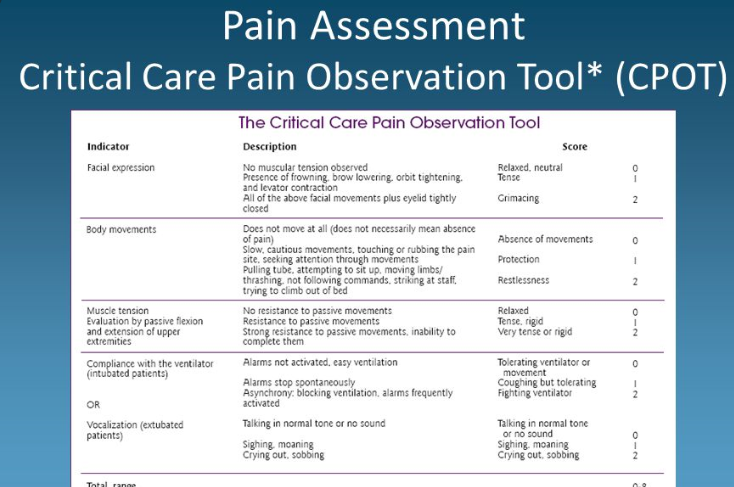 Pain Assessment
Critical Care Pain Observation Tool* (CPOT)
The Critical Care Pain Observation Tool
Indicator Description Score
Facial expression No muscular tension observed Relaxed, neutral 0
Presence of frowning, brow lowering, orbit tightening, Tense 1
and levator contraction
All of the above facial movements plus eyelid tightly Grimacing 2
closed
Body movements Does not move at all (does not necessarily mean absence
of pain) Absence of movements 0
Slow, cautious movements, touching or rubbing the pain
site, seeking attention through movements Protection 1
Pulling tube, attempting to sit up, moving limbs/
thrashing, not following commands, striking at staff, Restlessness 2
trying to climb out of bed
Muscle tension No resistance to passive movements Relaxed 0
Evaluation by passive flexion Resistance to passive movements Tense, rigid 1
and extension of upper Strong resistance to passive movements, inability to Very tense or rigid 2
extremities complete them
Compliance with the ventilator Alarms not activated, easy ventilation Tolerating ventilator or 0
(intubated patients) movement
Alarms stop spontaneously Coughing but tolerating 1
Asynchrony: blocking ventilation, alarms frequently Fighting ventilator 2
OR activated
Vocalization (extubated Talking in normal tone or no sound Talking in normal tone
patients) or no sound 0
Sighing, moaning Sighing, moaning 1
Crying out, sobbing Crying out, sobbing 2
Total, range 0-8